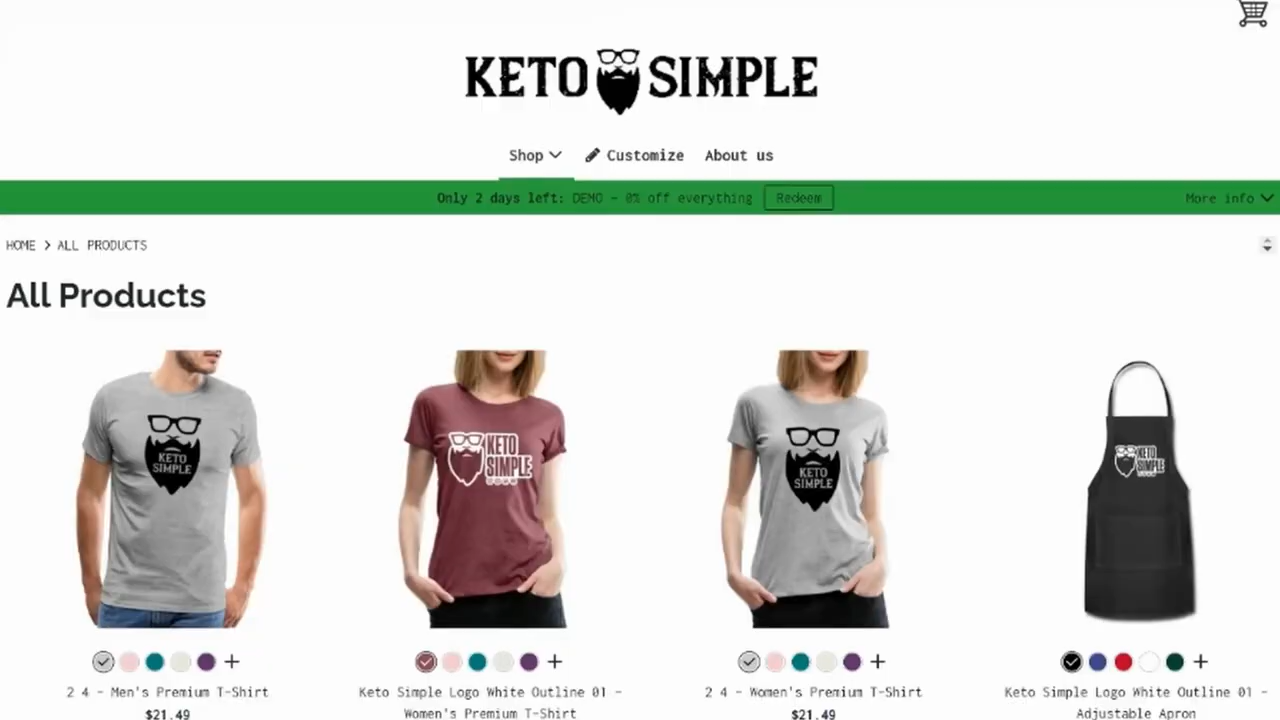 KETO SIMPLE
Shop Customize About us
Only 2 days left: DEMO - 0% off everything Redeem More info
HOME > ALL PRODUCTS
All Products
KETO
SIMPLE
KETO
SIMPLE
KETO
SIMPLE
KETO
SIMPLE
2 4 - Men's Premium T-Shirt
$21.49
Keto Simple Logo White Outline 01 -
Women's Premium T-Shirt
2 4 - Women's Premium T-Shirt
$21.49
Keto Simple Logo White Outline 01 -
Adjustable Apron